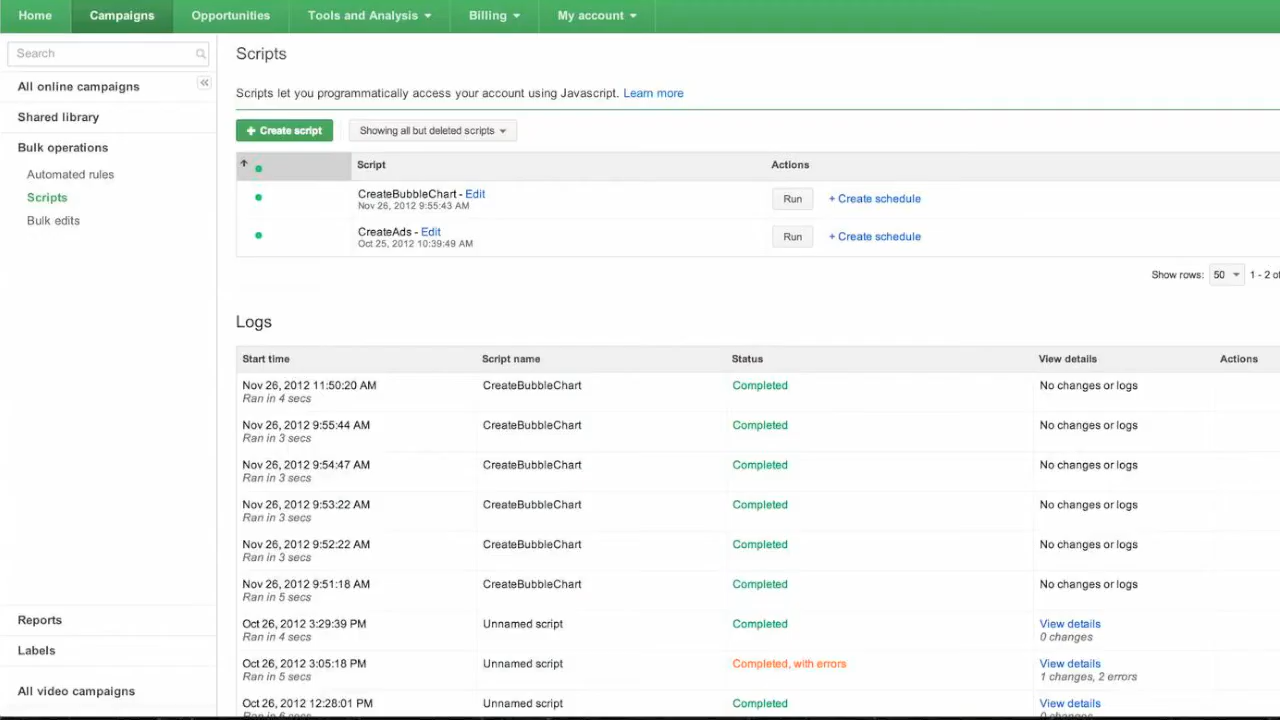 Home Campaigns Opportunities Tools and Analysis Billing My account
Search
All online campaigns
Shared library
Bulk operations
Automated rules
Scripts
Bulk edits
Reports
Labels
All video campaigns
Scripts
Scripts let you programmatically access your account using Javascript. Learn more
+ Create script Showing all but deleted scripts
Script Actions
CreateBubbleChart - Edit Run + Create schedule
Nov 26, 2012 9:55:43 AM
CreateAds - Edit Run + Create schedule
Oct 25, 2012 10:39:49 AM
Show rows: 50 1 - 2 of
Logs
Start time Script name Status View details Actions
Nov 26, 2012 11:50:20 AM CreateBubbleChart Completed No changes or logs
Ran in 4 secs
Nov 26, 2012 9:55:44 AM CreateBubbleChart Completed No changes or logs
Ran in 3 secs
Nov 26, 2012 9:54:47 AM CreateBubbleChart Completed No changes or logs
Ran in 3 secs
Nov 26, 2012 9:53:22 AM CreateBubbleChart Completed No changes or logs
Ran in 3 secs
Nov 26, 2012 9:52:22 AM CreateBubbleChart Completed No changes or logs
Ran in 3 secs
Nov 26, 2012 9:51:18 AM CreateBubbleChart Completed No changes or logs
Ran in 5 secs
Oct 26, 2012 3:29:39 PM Unnamed script Completed View details
Ran in 4 secs 0 changes
Oct 26, 2012 3:05:18 PM Unnamed script Completed, with errors View details
Ran in 5 secs 1 changes, 2 errors
Oct 26, 2012 12:28:01 PM Unnamed script Completed View details
Ran in 6 secs 0 changes